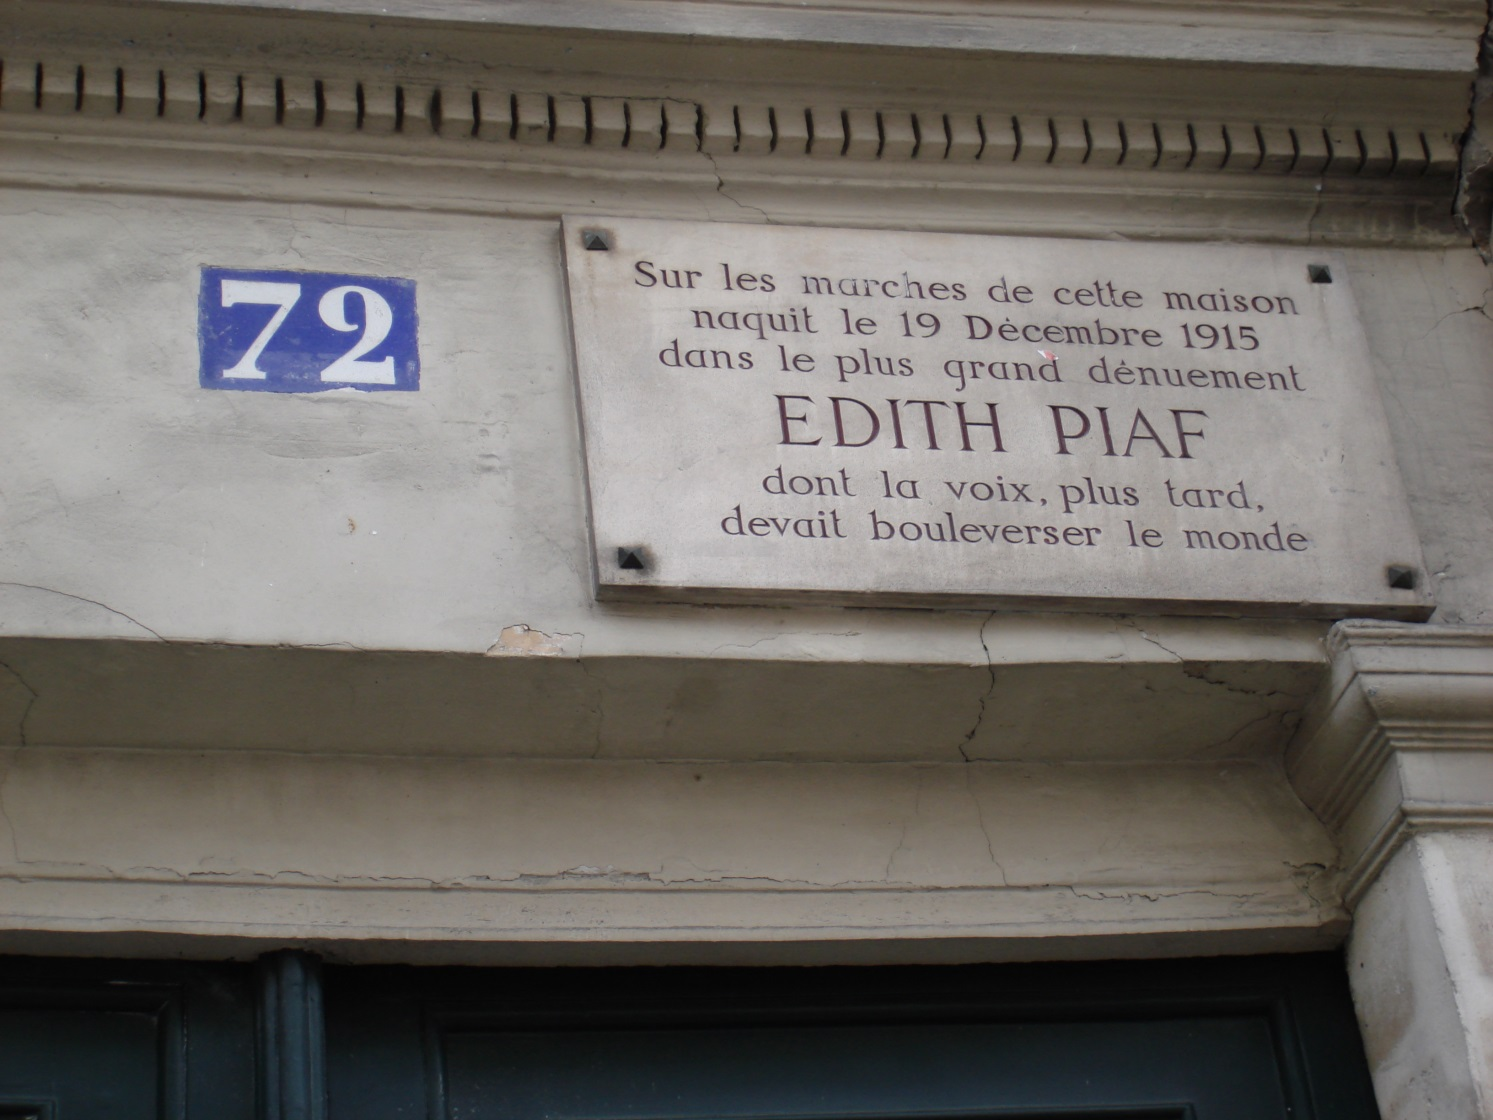 72
Sur les marches de cette maison
naquit le 19 Décembre 1915
dans le plus grand dénuement
EDITH PIAF
dont la voix, plus tard,
devait bouleverser le monde